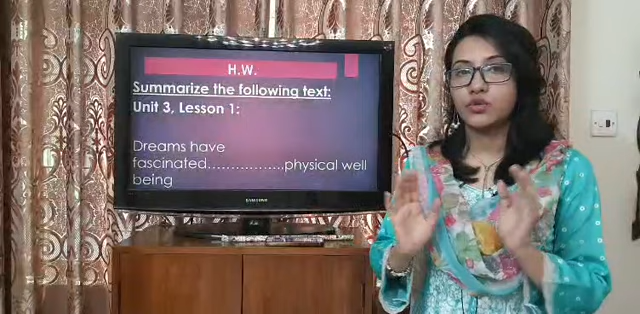 H.W.
Summarize the following text:
Unit 3, Lesson 1:
Dreams have
fascinated................physical well
being
SAMSUNG